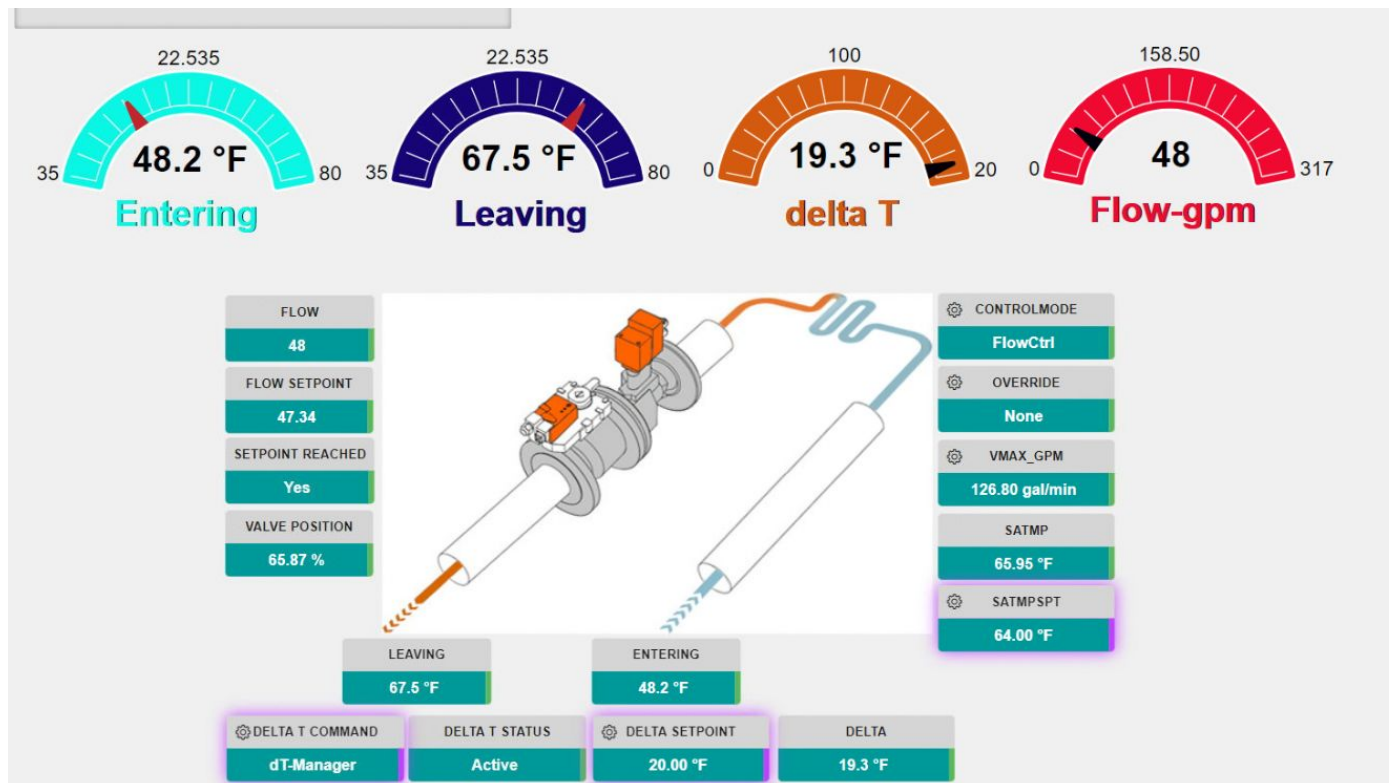 22.535
35 48.2 °F 80
Entering
22.535
35 67.5 °F 80
Leaving
100
0 19.3 °F 20
delta T
158.50
0 48 317
Flow-gpm
FLOW
48
FLOW SETPOINT
47.34
SETPOINT REACHED
Yes
VALVE POSITION
65.87 %
CONTROLMODE
FlowCtrl
OVERRIDE
None
VMAX_GPM
126.80 gal/min
SATMP
65.95 °F
SATMPSPT
64.00 °F
LEAVING
67.5 °F
ENTERING
48.2 °F
DELTA T COMMAND
dT-Manager
DELTA T STATUS
Active
DELTA SETPOINT
20.00 °F
DELTA
19.3 °F